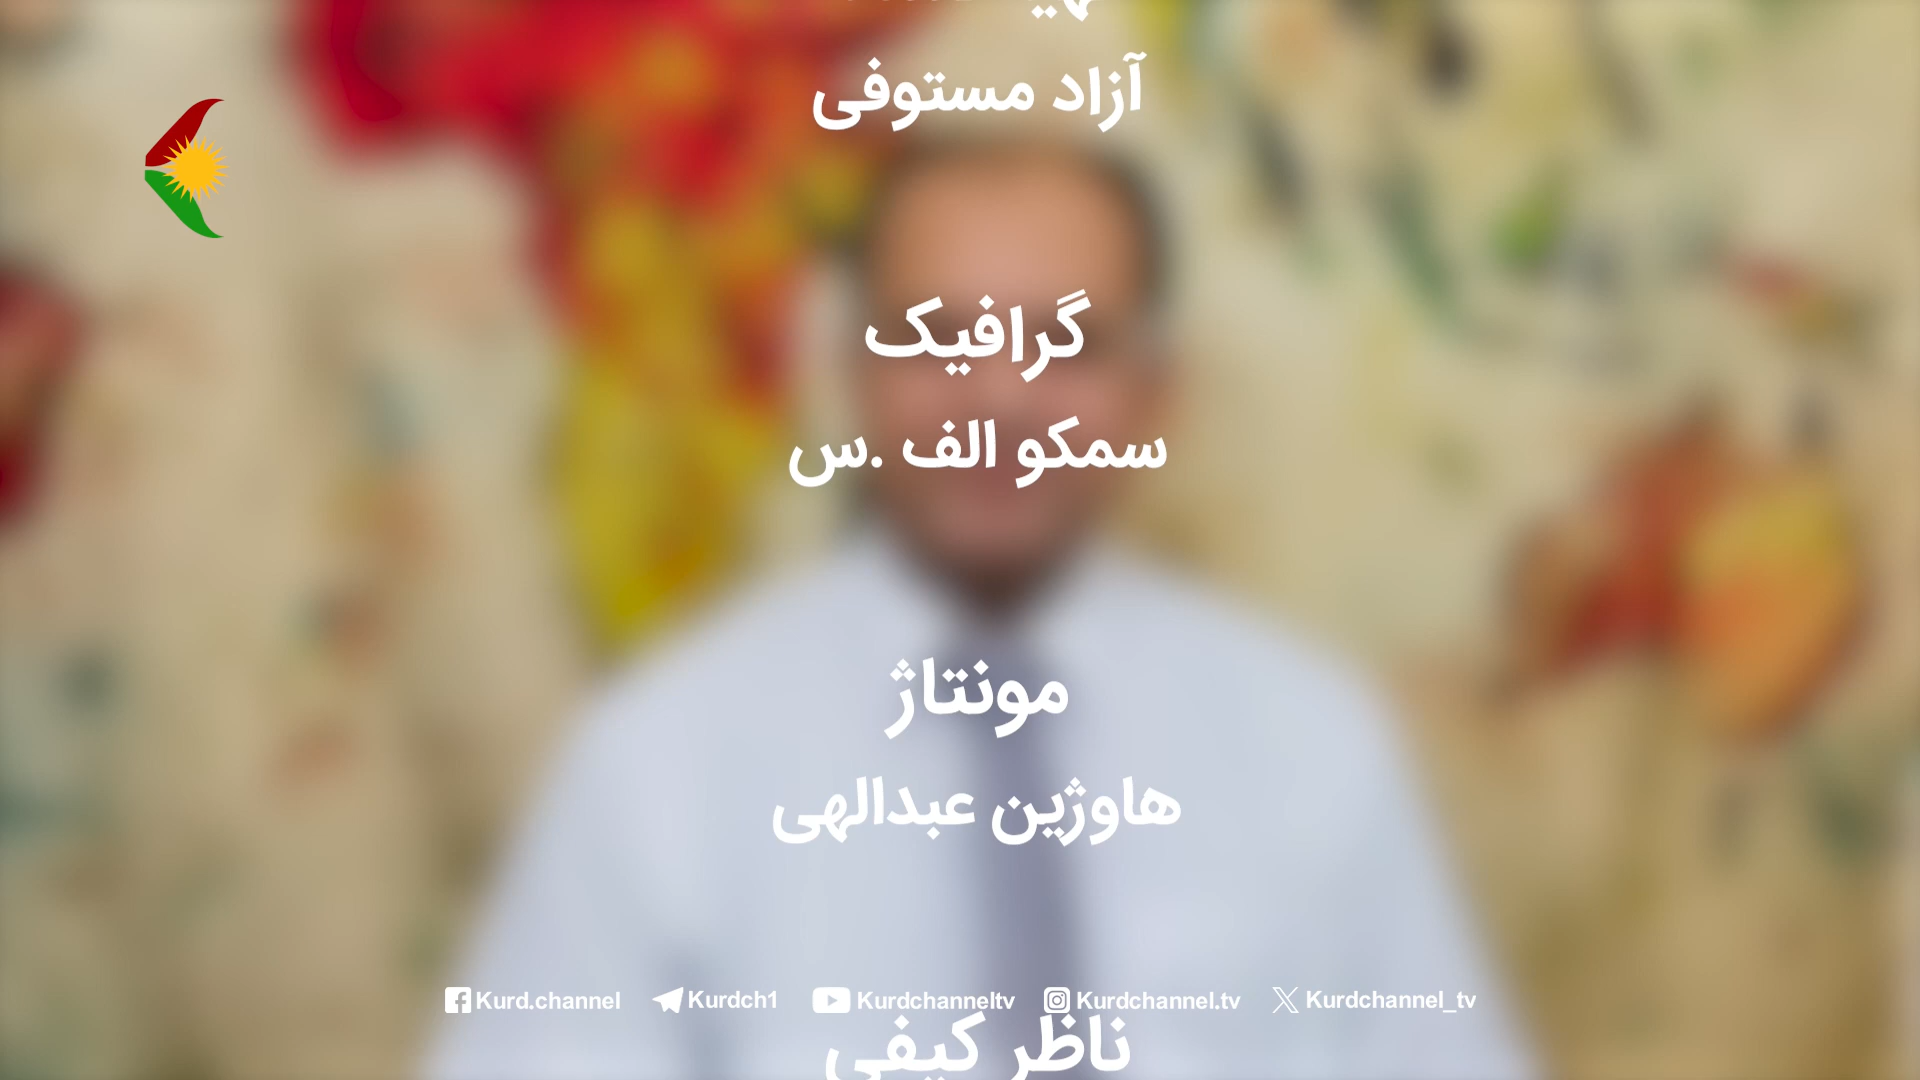 آزاد مستوفی
گرافیک
سمکو الف .س
مونتاژ
هاوژین عبدالهی
Kurd.channel Kurdch1 Kurdchanneltv Kurdchannel.tv Kurdchannel_tv
ناظر کیفی